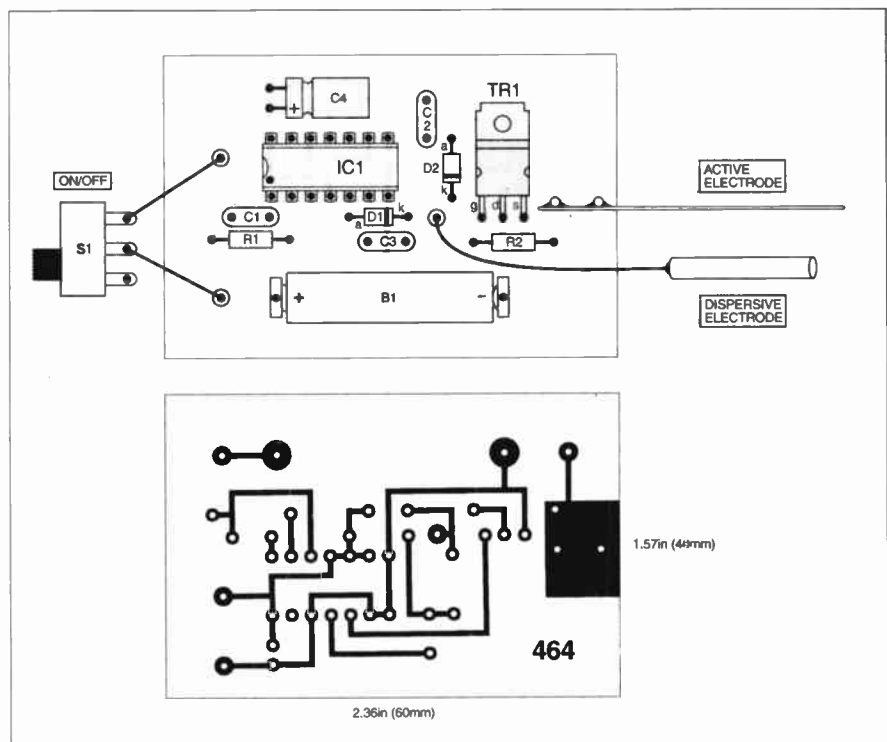 C4
+
C
2
TR1
a
D2
k
IC1
ON/OFF
S1
C1
R1
a
D1
k
C3
g
d
s
R2
ACTIVE
ELECTRODE
DISPERSIVE
ELECTRODE
+
B1
-
1.57in (40mm)
464
2.36in (60mm)